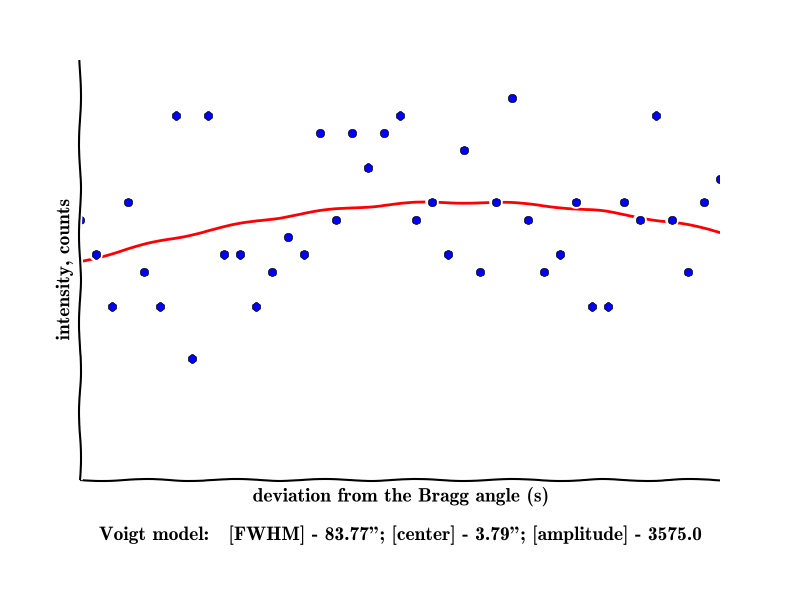 intensity, counts
deviation from the Bragg angle (s)
Voigt model: [FWHM] - 83.77”; [center] - 3.79”; [amplitude] - 3575.0